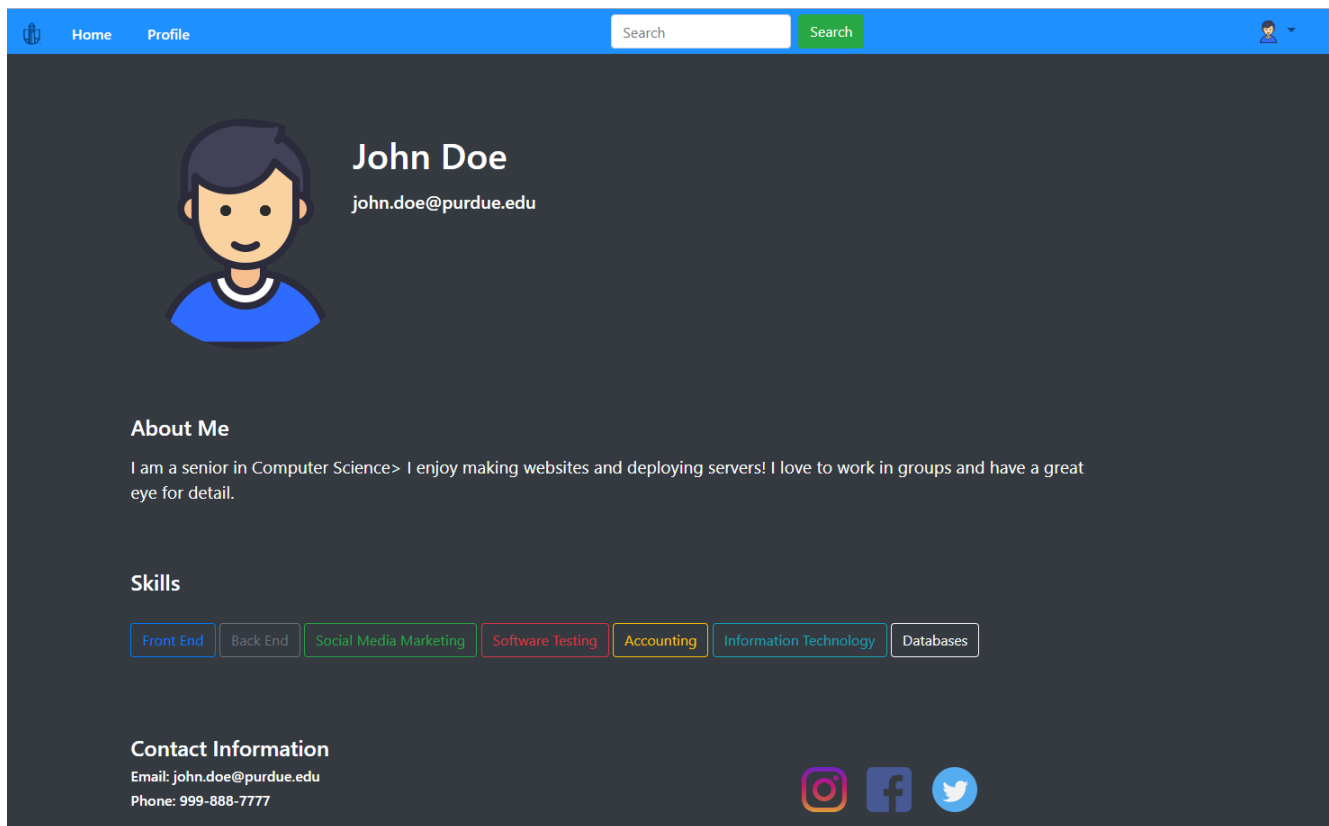 Home Profile Search Search
John Doe
john.doe@purdue.edu
About Me
I am a senior in Computer Science> I enjoy making websites and deploying servers! I love to work in groups and have a great
eye for detail.
Skills
Front End Back End Social Media Marketing Software Testing Accounting Information Technology Databases
Contact Information
Email: john.doe@purdue.edu
Phone: 999-888-7777